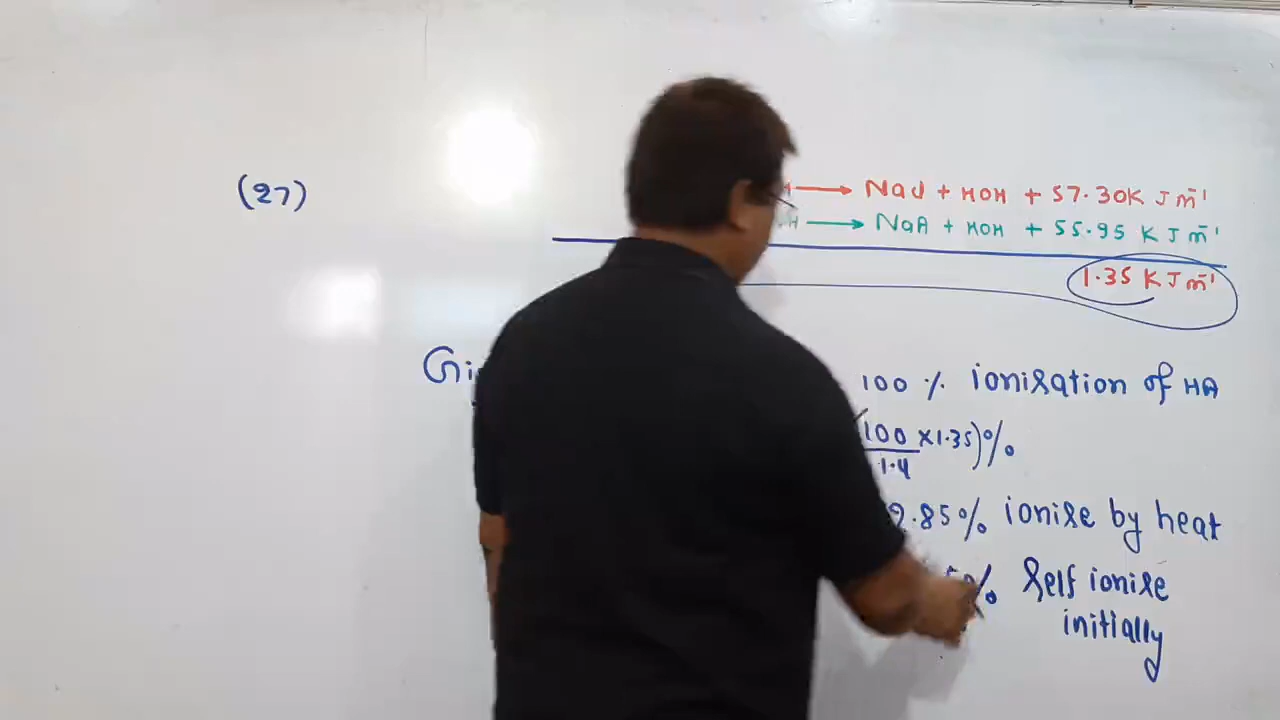 (27)
H ⟶ NaCl + HOH + 57.30K J m⁻¹
H ⟶ NaA + HOH + 55.95 K J m⁻¹
1.35 K J m⁻¹
Gi
100 % ionisation of HA
(100/1.4 × 1.35)%
.85% ionise by heat
% Self ionise
initially